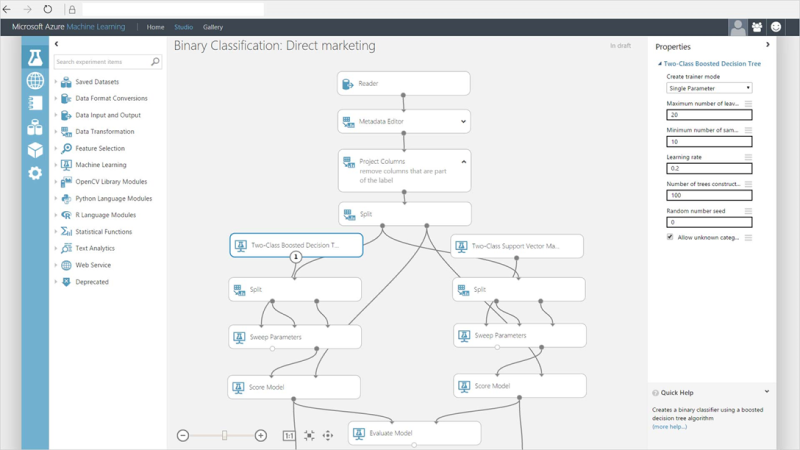 Microsoft Azure Machine Learning
Home
Studio
Gallery
Search experiment items
Saved Datasets
Data Format Conversions
Data Input and Output
Data Transformation
Feature Selection
Machine Learning
OpenCV Library Modules
Python Language Modules
R Language Modules
Statistical Functions
Text Analytics
Web Service
Deprecated
Binary Classification: Direct marketing
In draft
Reader
Metadata Editor
Project Columns
remove columns that are part
of the label
Split
Two-Class Boosted Decision T...
Two-Class Support Vector Ma...
1
Split
Split
Sweep Parameters
Sweep Parameters
Score Model
Score Model
Evaluate Model
1:1
Properties
Two-Class Boosted Decision Tree
Create trainer mode
Single Parameter
Maximum number of leav...
20
Minimum number of sam...
10
Learning rate
0.2
Number of trees construct...
100
Random number seed
0
Allow unknown categ...
Quick Help
Creates a binary classifier using a boosted
decision tree algorithm
(more help...)